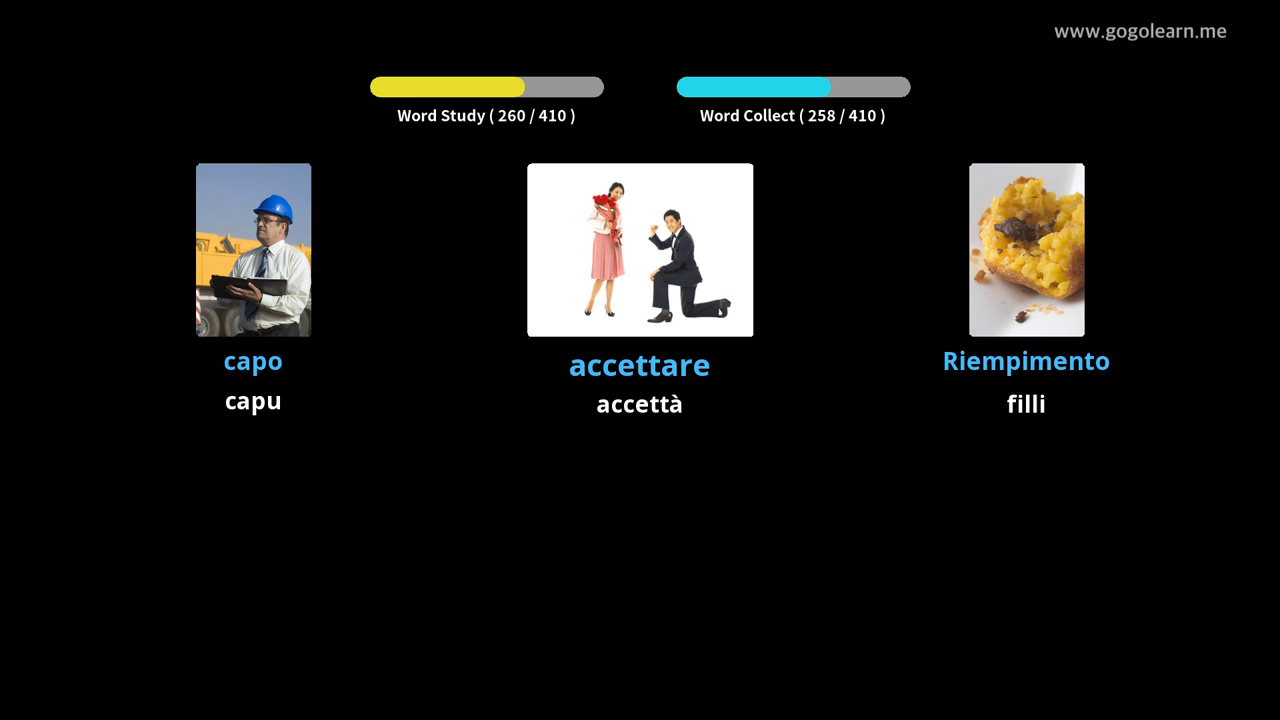 www.gogolearn.me
Word Study ( 260 / 410 )
Word Collect ( 258 / 410 )
capo
accettare
Riempimento
capu
accettà
filli